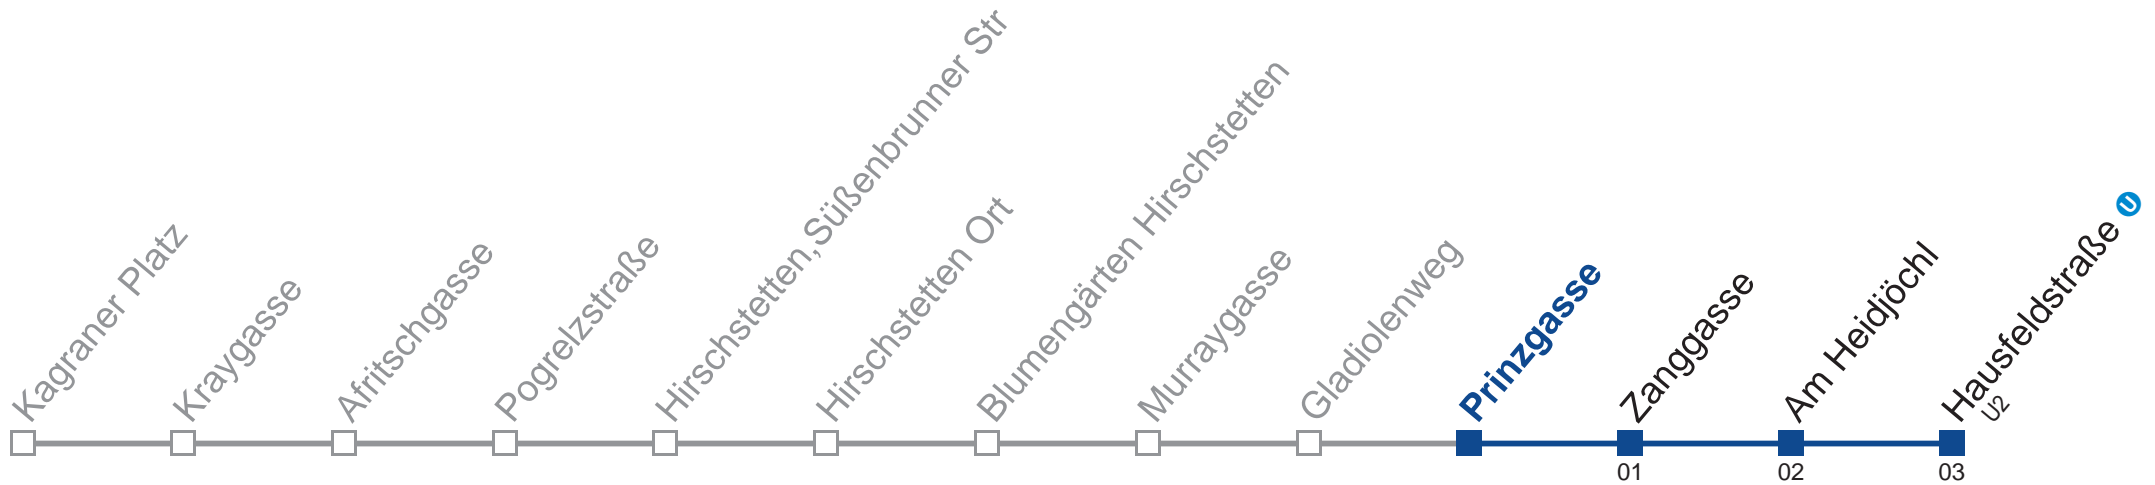 Kagraner Platz
Kraygasse
Afritschgasse
Pogrelzstraße
Hirschstetten,Süßenbrunner Str
Hirschstetten Ort
Blumengärten Hirschstetten
Murraygasse
Gladiolenweg
Prinzgasse
Zanggasse
Am Heidjöchl
Hausfeldstraße U
U2
01
02
03